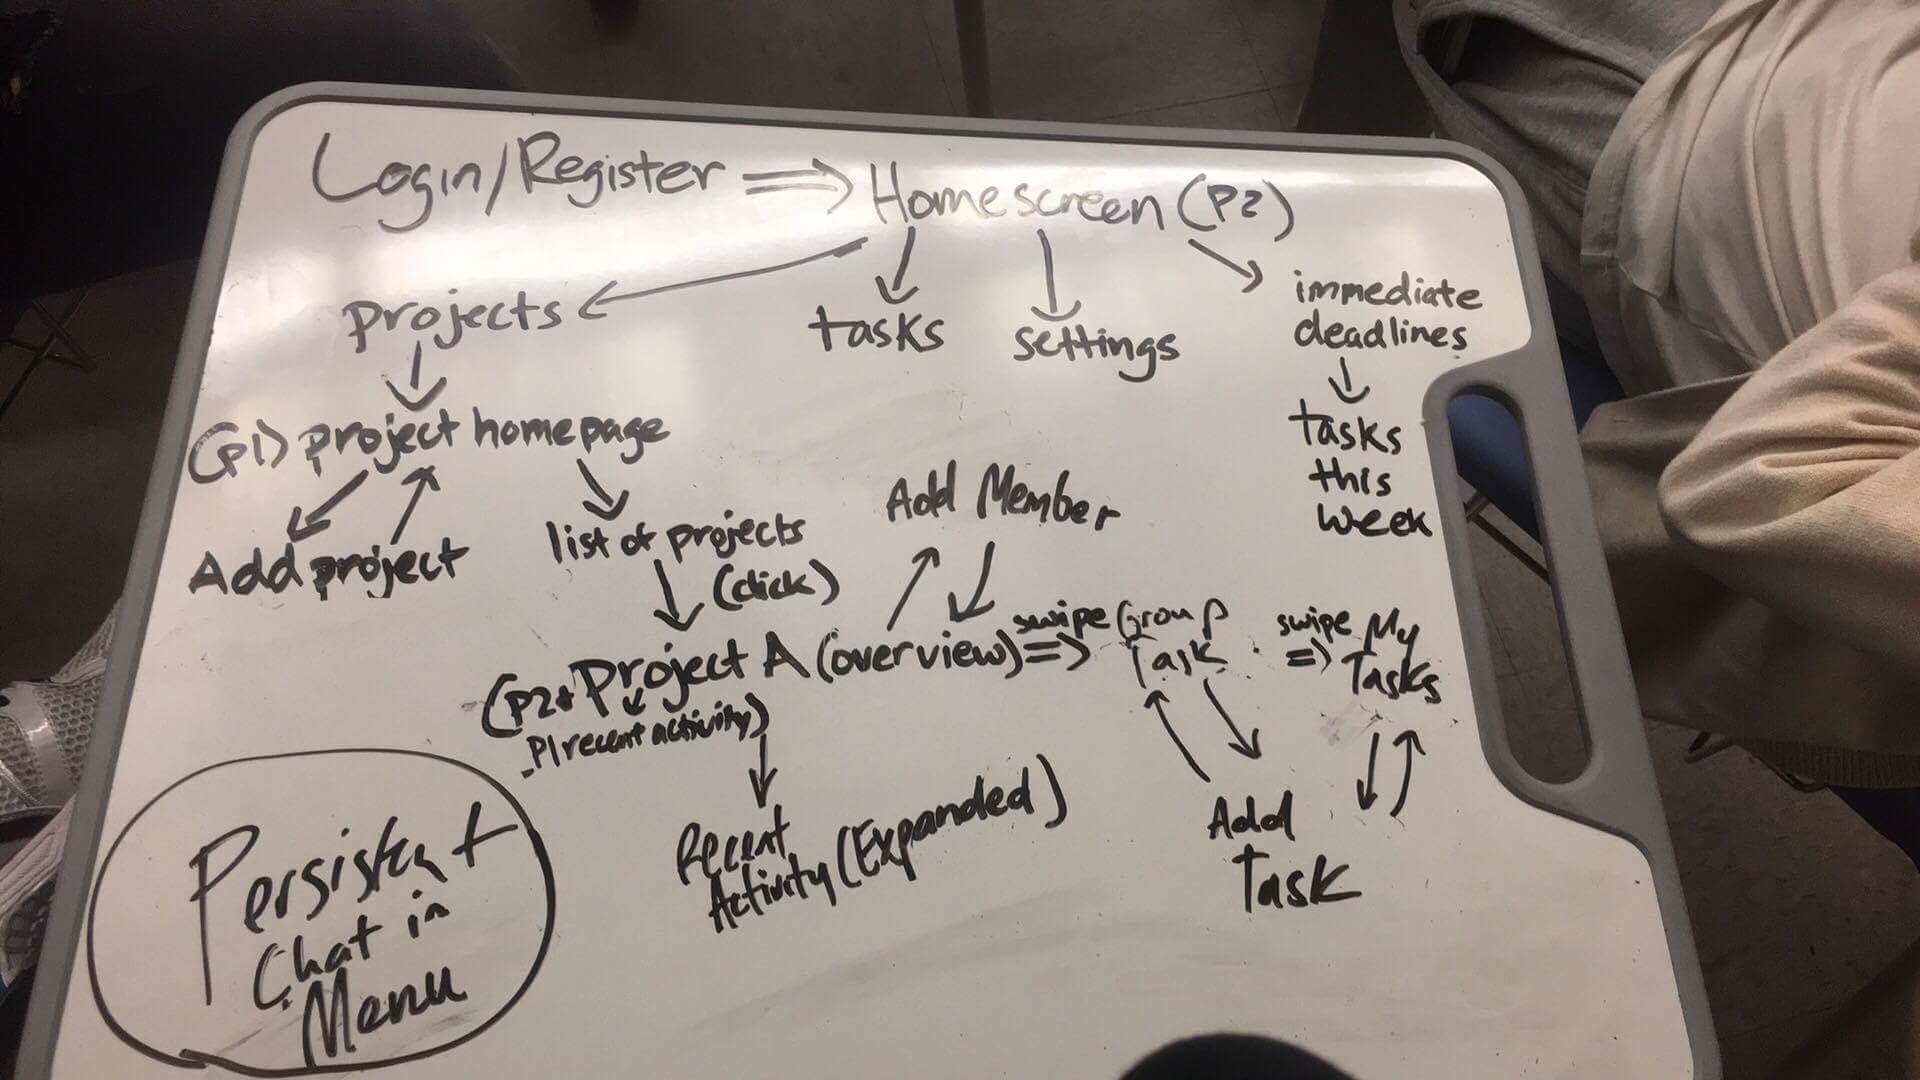 Login/Register ⇒ Homescreen (P2)
projects
tasks
settings
immediate
deadlines
tasks
this
week
(P1) project homepage
Add project
list of projects
(click)
Add Member
Project A (overview) ⇒ swipe Group
Task
swipe ⇒ My
Tasks
P1 recent activity)
Recent
Activity (Expanded)
Add
Task
Persistent
Chat in
Menu